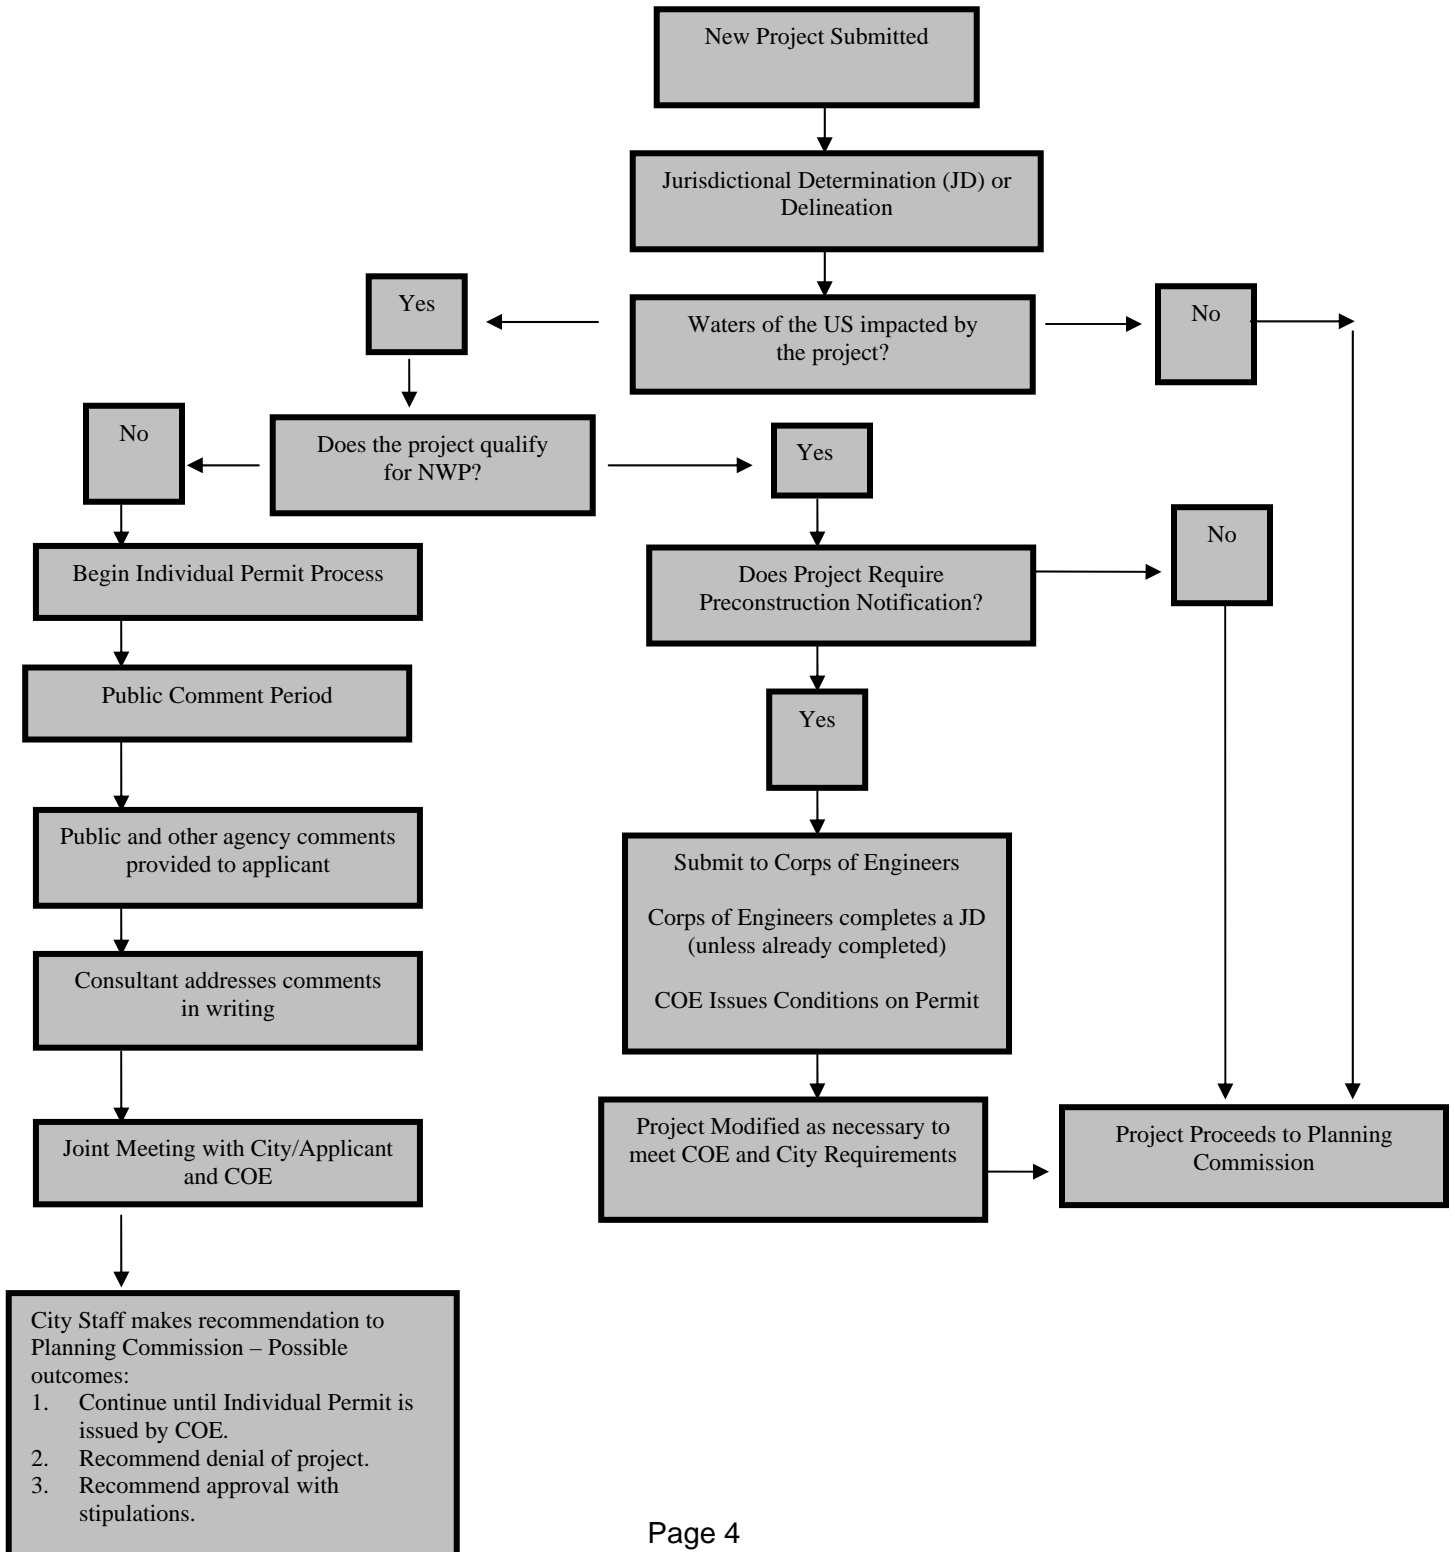 New Project Submitted
Jurisdictional Determination (JD) or
Delineation
Yes
Waters of the US impacted by
the project?
No
No
Does the project qualify
for NWP?
Yes
No
Begin Individual Permit Process
Does Project Require
Preconstruction Notification?
Public Comment Period
Yes
Public and other agency comments
provided to applicant
Submit to Corps of Engineers
Corps of Engineers completes a JD
(unless already completed)
COE Issues Conditions on Permit
Consultant addresses comments
in writing
Joint Meeting with City/Applicant
and COE
Project Modified as necessary to
meet COE and City Requirements
Project Proceeds to Planning
Commission
City Staff makes recommendation to
Planning Commission – Possible
outcomes:
1. Continue until Individual Permit is
issued by COE.
2. Recommend denial of project.
3. Recommend approval with
stipulations.
Page 4